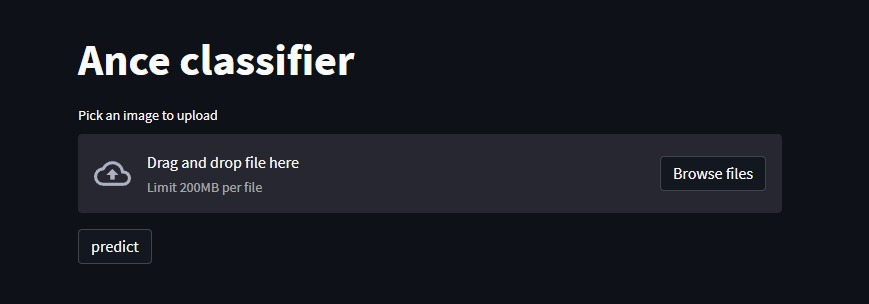 Ance classifier
Pick an image to upload
Drag and drop file here
Limit 200MB per file
Browse files
predict